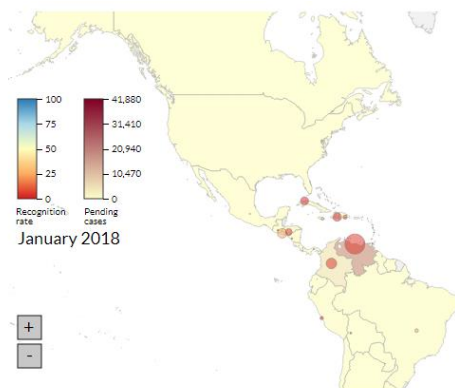 100 41,880
75 31,410
50 20,940
25 10,470
0 0
Recognition Pending
rate cases
January 2018
+
-